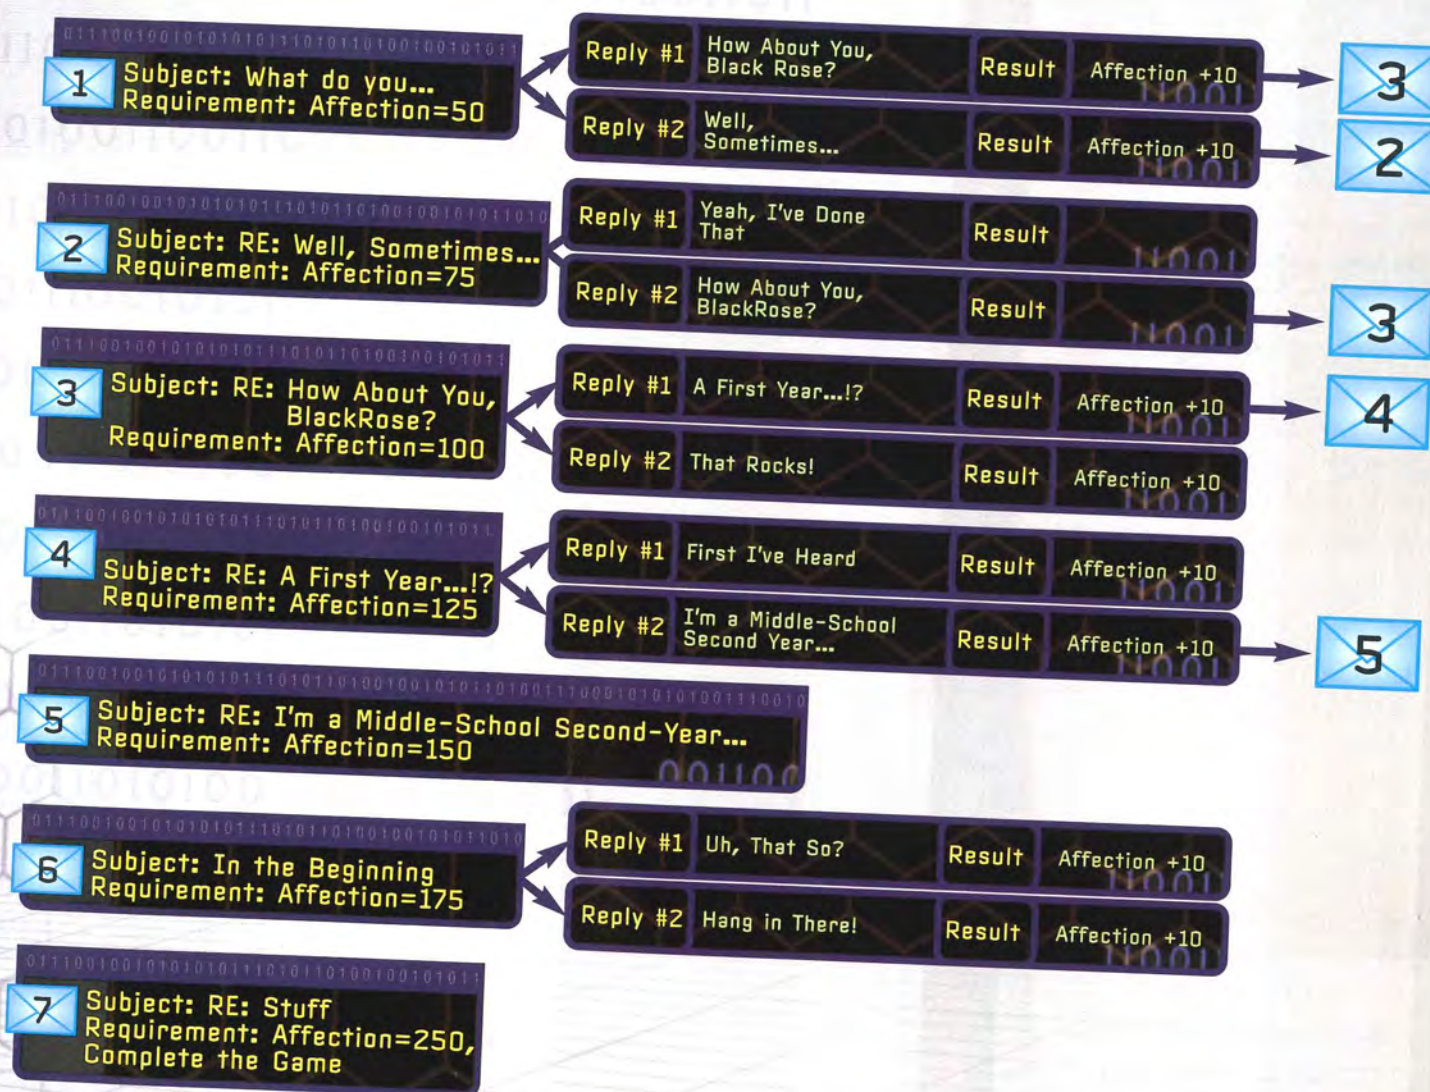 1
Subject: What do you...
Requirement: Affection=50
Reply #1
How About You,
Black Rose?
Result
Affection +10
3
Reply #2
Well,
Sometimes...
Result
Affection +10
2
2
Subject: RE: Well, Sometimes...
Requirement: Affection=75
Reply #1
Yeah, I've Done
That
Result
Reply #2
How About You,
BlackRose?
Result
3
3
Subject: RE: How About You,
BlackRose?
Requirement: Affection=100
Reply #1
A First Year...!?
Result
Affection +10
4
Reply #2
That Rocks!
Result
Affection +10
4
Subject: RE: A First Year...!?
Requirement: Affection=125
Reply #1
First I've Heard
Result
Affection +10
Reply #2
I'm a Middle-School
Second Year...
Result
Affection +10
5
5
Subject: RE: I'm a Middle-School Second-Year...
Requirement: Affection=150
6
Subject: In the Beginning
Requirement: Affection=175
Reply #1
Uh, That So?
Result
Affection +10
Reply #2
Hang in There!
Result
Affection +10
7
Subject: RE: Stuff
Requirement: Affection=250,
Complete the Game